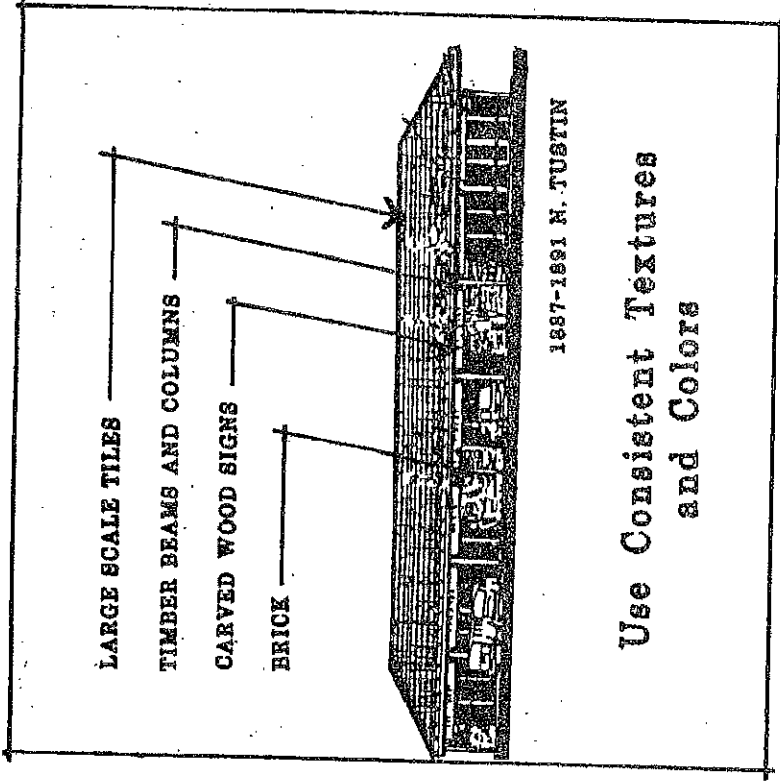 LARGE SCALE TILES
TIMBER BEAMS AND COLUMNS
CARVED WOOD SIGNS
BRICK
1887-1891 N. TUSTIN
Use Consistent Textures
and Colors